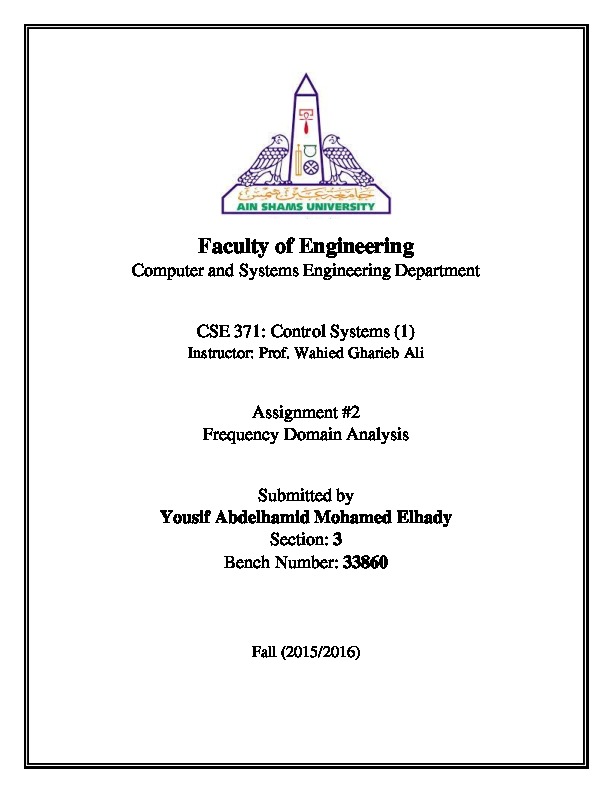 جامعة عين شمس
AIN SHAMS UNIVERSITY
Faculty of Engineering
Computer and Systems Engineering Department
CSE 371: Control Systems (1)
Instructor: Prof. Wahied Gharieb Ali
Assignment #2
Frequency Domain Analysis
Submitted by
Yousif Abdelhamid Mohamed Elhady
Section: 3
Bench Number: 33860
Fall (2015/2016)